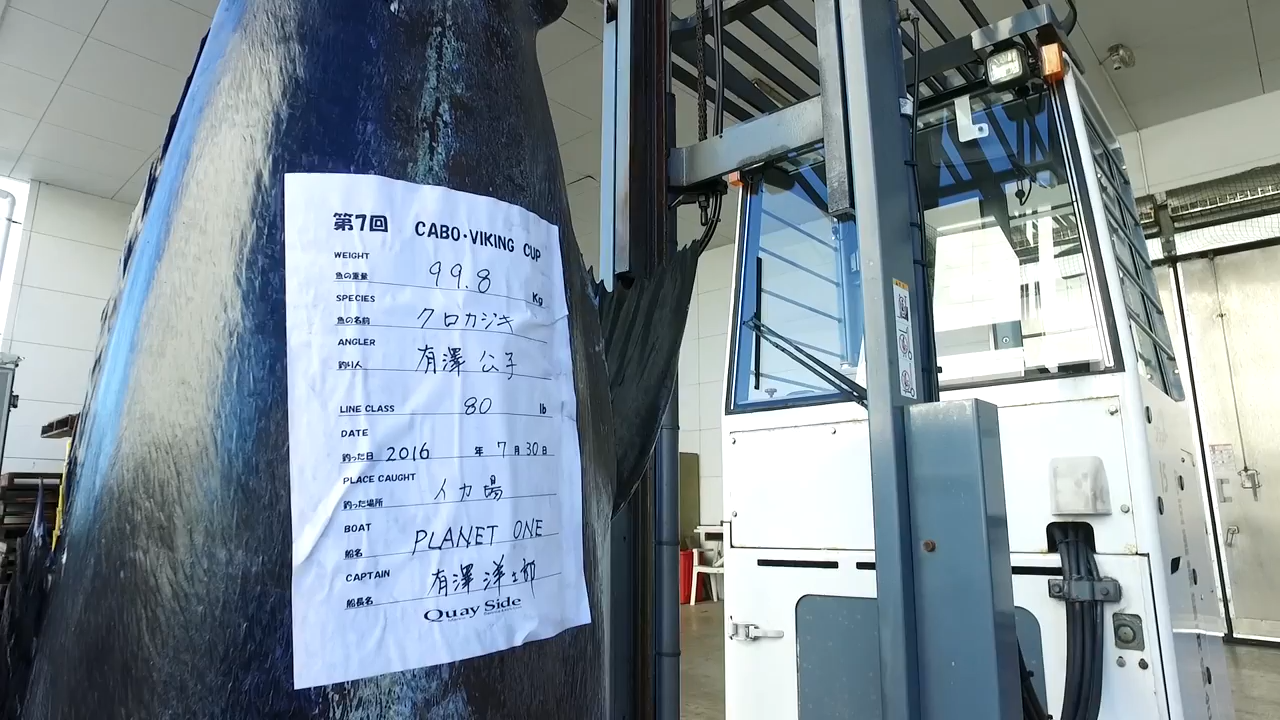 第7回 CABO・VIKING CUP
WEIGHT
魚の重量 99.8 Kg
SPECIES
魚の名前 クロカジキ
ANGLER
釣り人 有澤 公子
LINE CLASS 80 lb
DATE
釣った日 2016 年 7 月 30 日
PLACE CAUGHT
釣った場所 イカ場
BOAT
船名 PLANET ONE
CAPTAIN
船長名 有澤 洋士郎
Quay Side